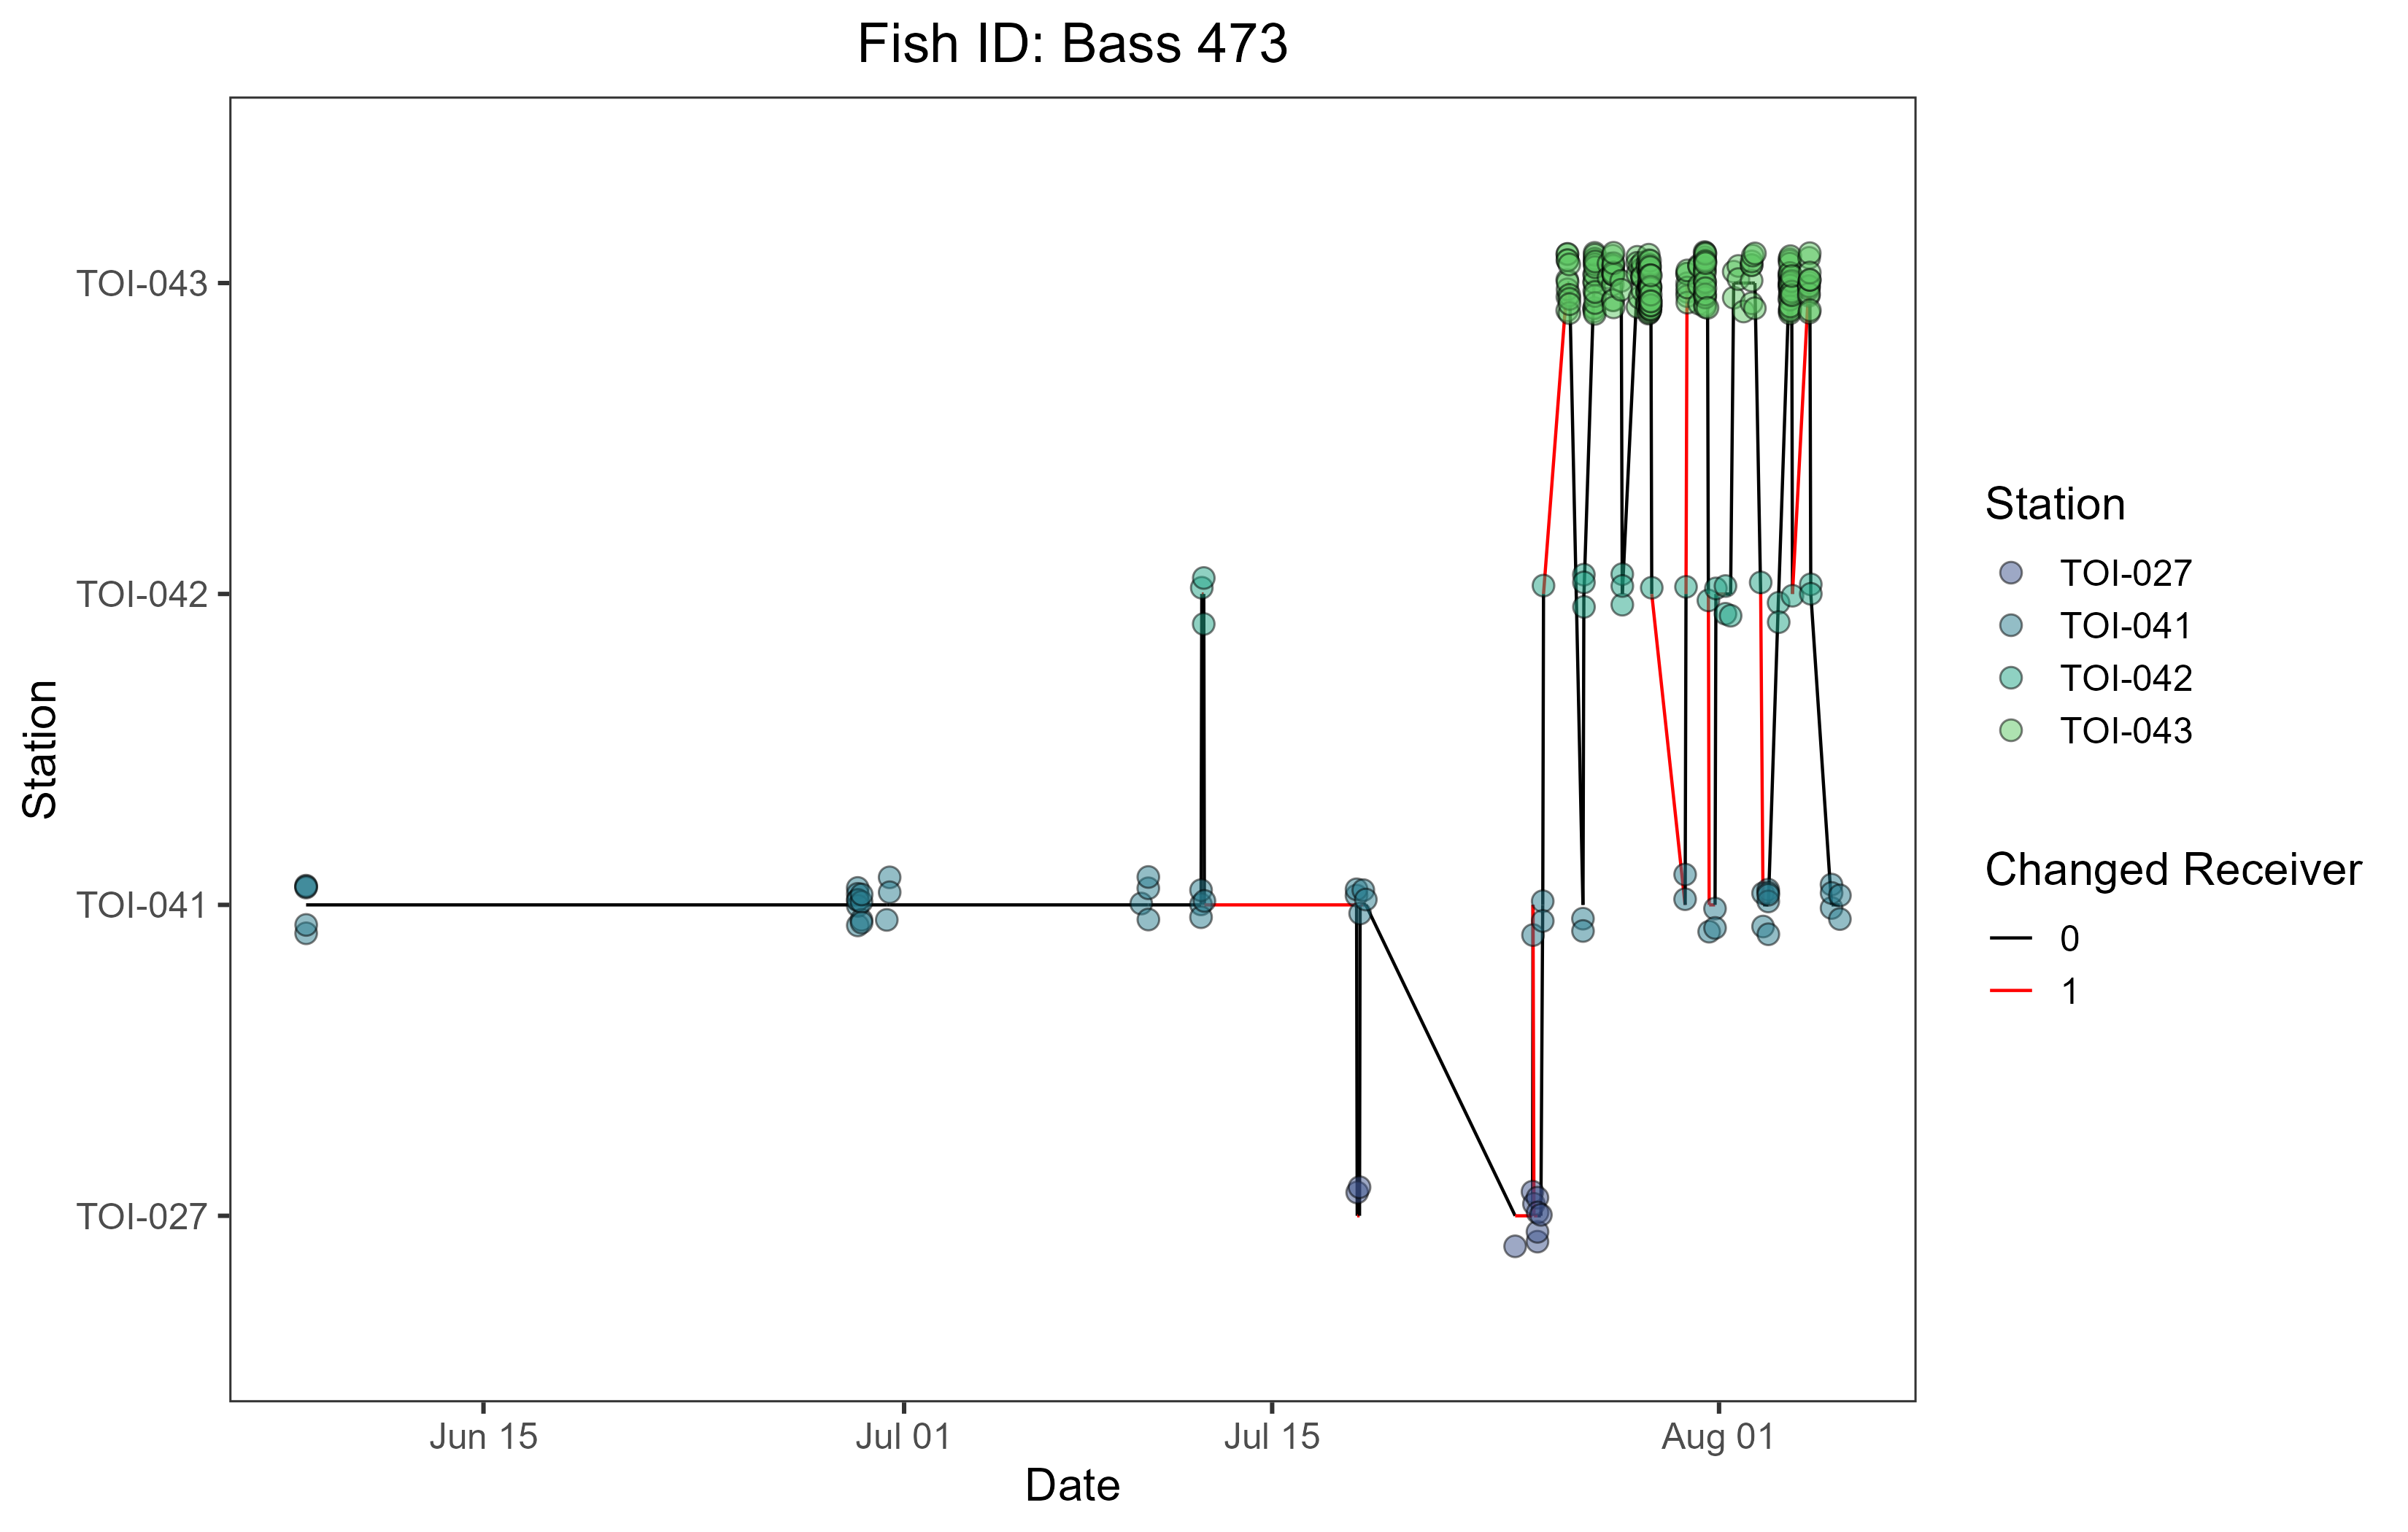 Fish ID: Bass 473
TOI-043
TOI-042
TOI-041
TOI-027
Station
Jun 15
Jul 01
Jul 15
Aug 01
Date
Station
TOI-027
TOI-041
TOI-042
TOI-043
Changed Receiver
0
1